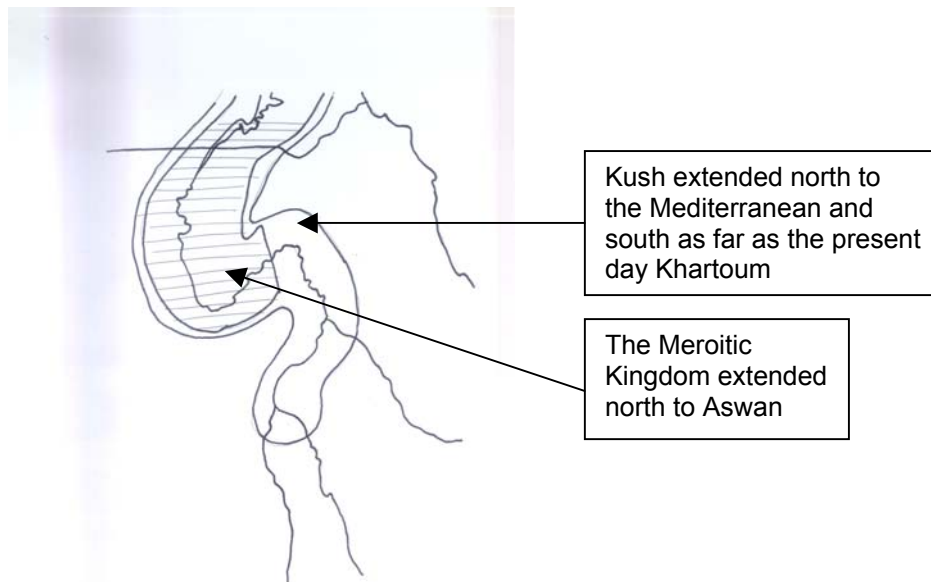 Kush extended north to
the Mediterranean and
south as far as the present
day Khartoum
The Meroitic
Kingdom extended
north to Aswan